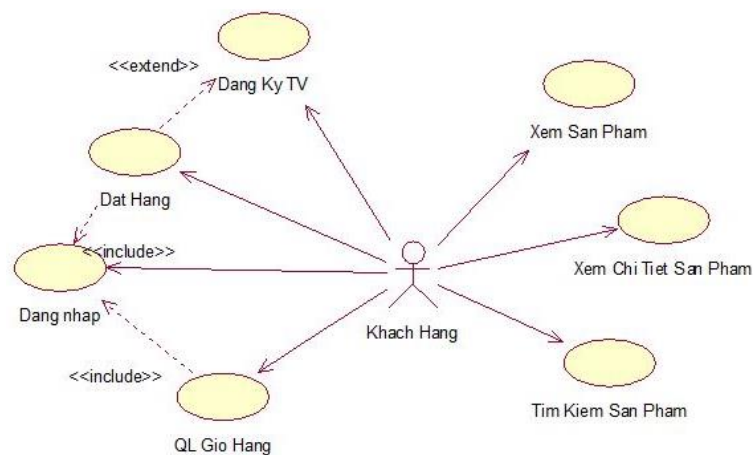 <<extend>>
Dang Ky TV
Xem San Pham
Dat Hang
<<include>>
Xem Chi Tiet San Pham
Dang nhap
Khach Hang
<<include>>
Tim Kiem San Pham
QL Gio Hang